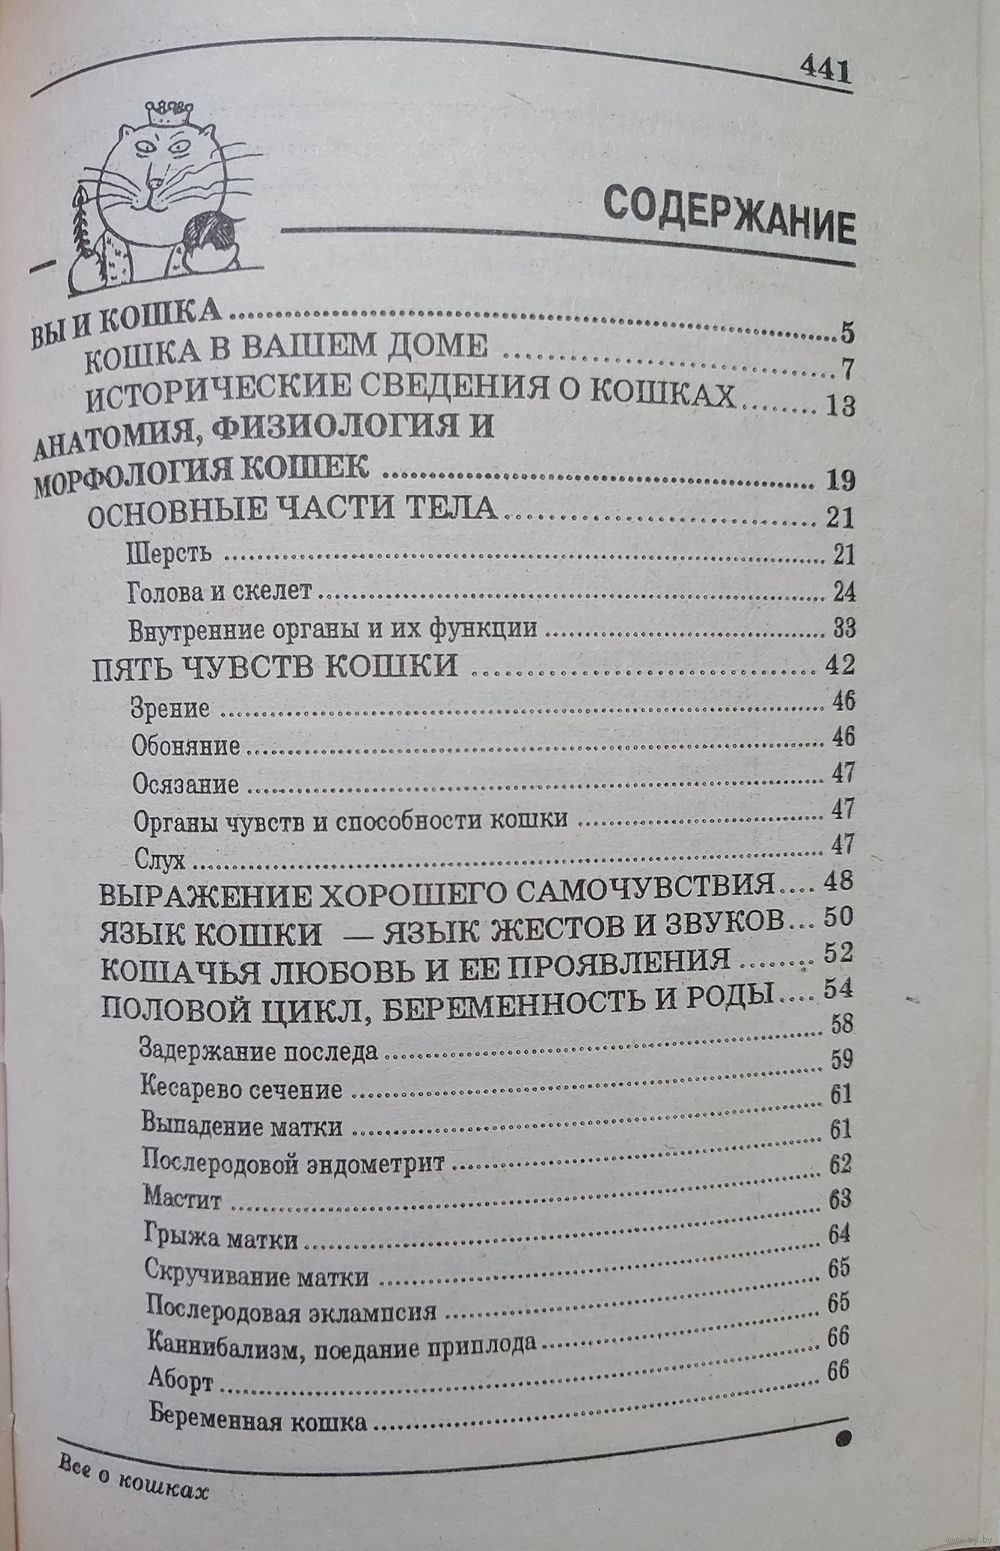 441
СОДЕРЖАНИЕ
ВЫ И КОШКА ........ 5
КОШКА В ВАШЕМ ДОМЕ ........ 7
ИСТОРИЧЕСКИЕ СВЕДЕНИЯ О КОШКАХ ........ 13
АНАТОМИЯ, ФИЗИОЛОГИЯ И
МОРФОЛОГИЯ КОШЕК ........ 19
ОСНОВНЫЕ ЧАСТИ ТЕЛА ........ 21
Шерсть ........ 21
Голова и скелет ........ 24
Внутренние органы и их функции ........ 33
ПЯТЬ ЧУВСТВ КОШКИ ........ 42
Зрение ........ 46
Обоняние ........ 46
Осязание ........ 47
Органы чувств и способности кошки ........ 47
Слух ........ 47
ВЫРАЖЕНИЕ ХОРОШЕГО САМОЧУВСТВИЯ .... 48
ЯЗЫК КОШКИ — ЯЗЫК ЖЕСТОВ И ЗВУКОВ ... 50
КОШАЧЬЯ ЛЮБОВЬ И ЕЕ ПРОЯВЛЕНИЯ ........ 52
ПОЛОВОЙ ЦИКЛ, БЕРЕМЕННОСТЬ И РОДЫ .... 54
Задержание последа ........ 58
Кесарево сечение ........ 59
Выпадение матки ........ 61
Послеродовой эндометрит ........ 61
Мастит ........ 62
Грыжа матки ........ 63
Скручивание матки ........ 64
Послеродовая эклампсия ........ 65
Каннибализм, поедание приплода ........ 65
Аборт ........ 66
Беременная кошка ........ 66
Все о кошках
www.ay.by